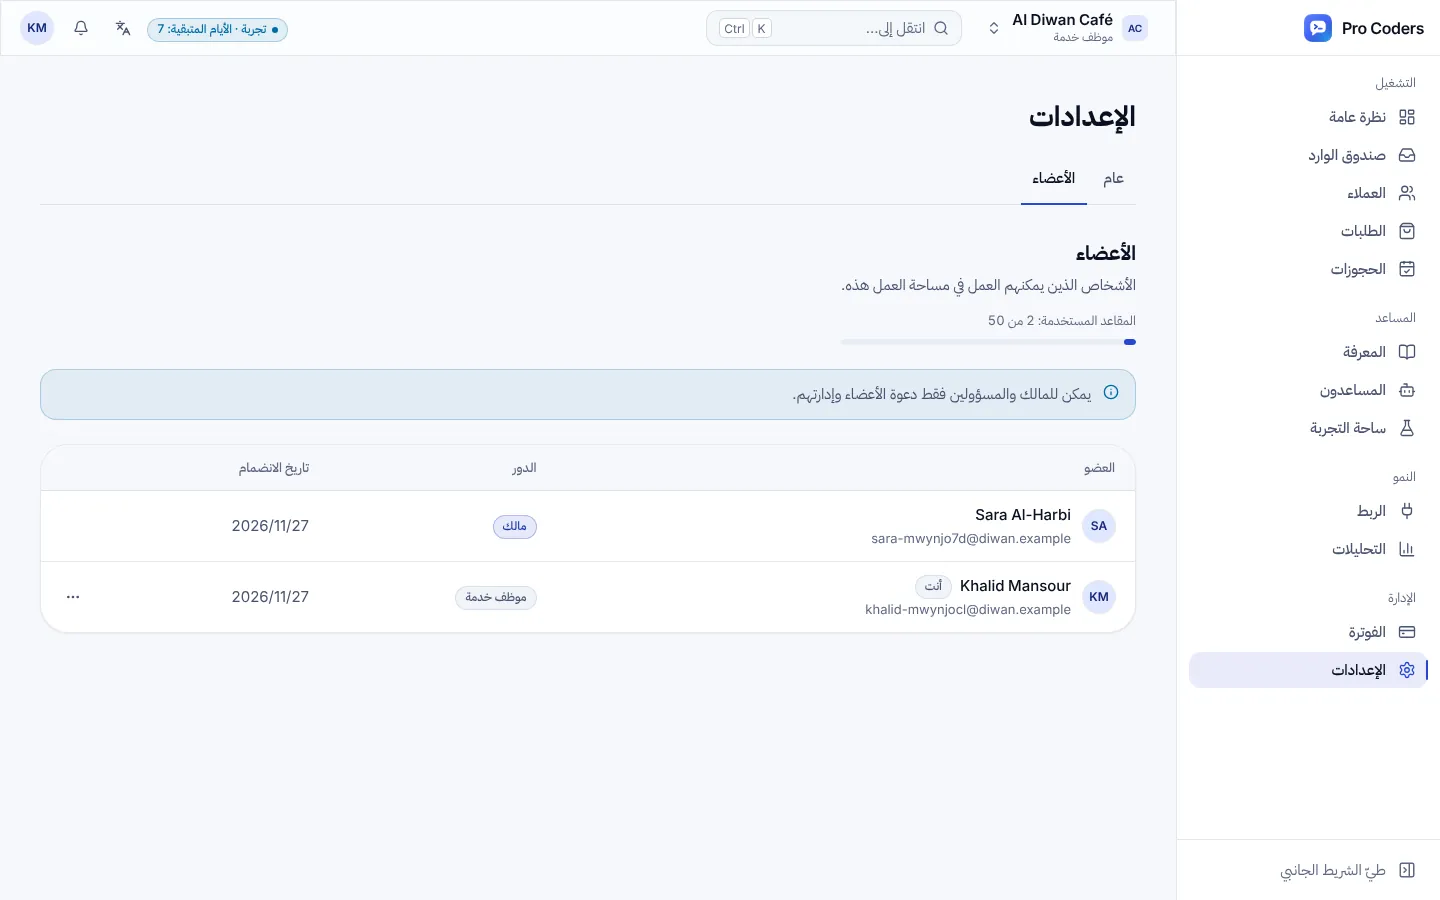 Pro Coders
التشغيل
نظرة عامة
صندوق الوارد
العملاء
الطلبات
الحجوزات
المساعد
المعرفة
المساعدون
ساحة التجربة
النمو
الربط
التحليلات
الإدارة
الفوترة
الإعدادات
طيّ الشريط الجانبي
AC
Al Diwan Café
موظف خدمة
انتقل إلى...
Ctrl K
تجربة · الأيام المتبقية: 7
KM
الإعدادات
عام
الأعضاء
الأعضاء
الأشخاص الذين يمكنهم العمل في مساحة العمل هذه.
المقاعد المستخدمة: 2 من 50
يمكن للمالك والمسؤولين فقط دعوة الأعضاء وإدارتهم.
العضو الدور تاريخ الانضمام
SA
Sara Al-Harbi
sara-mwynjo7d@diwan.example
مالك
2026/11/27
KM
Khalid Mansour أنت
khalid-mwynjocl@diwan.example
موظف خدمة
2026/11/27